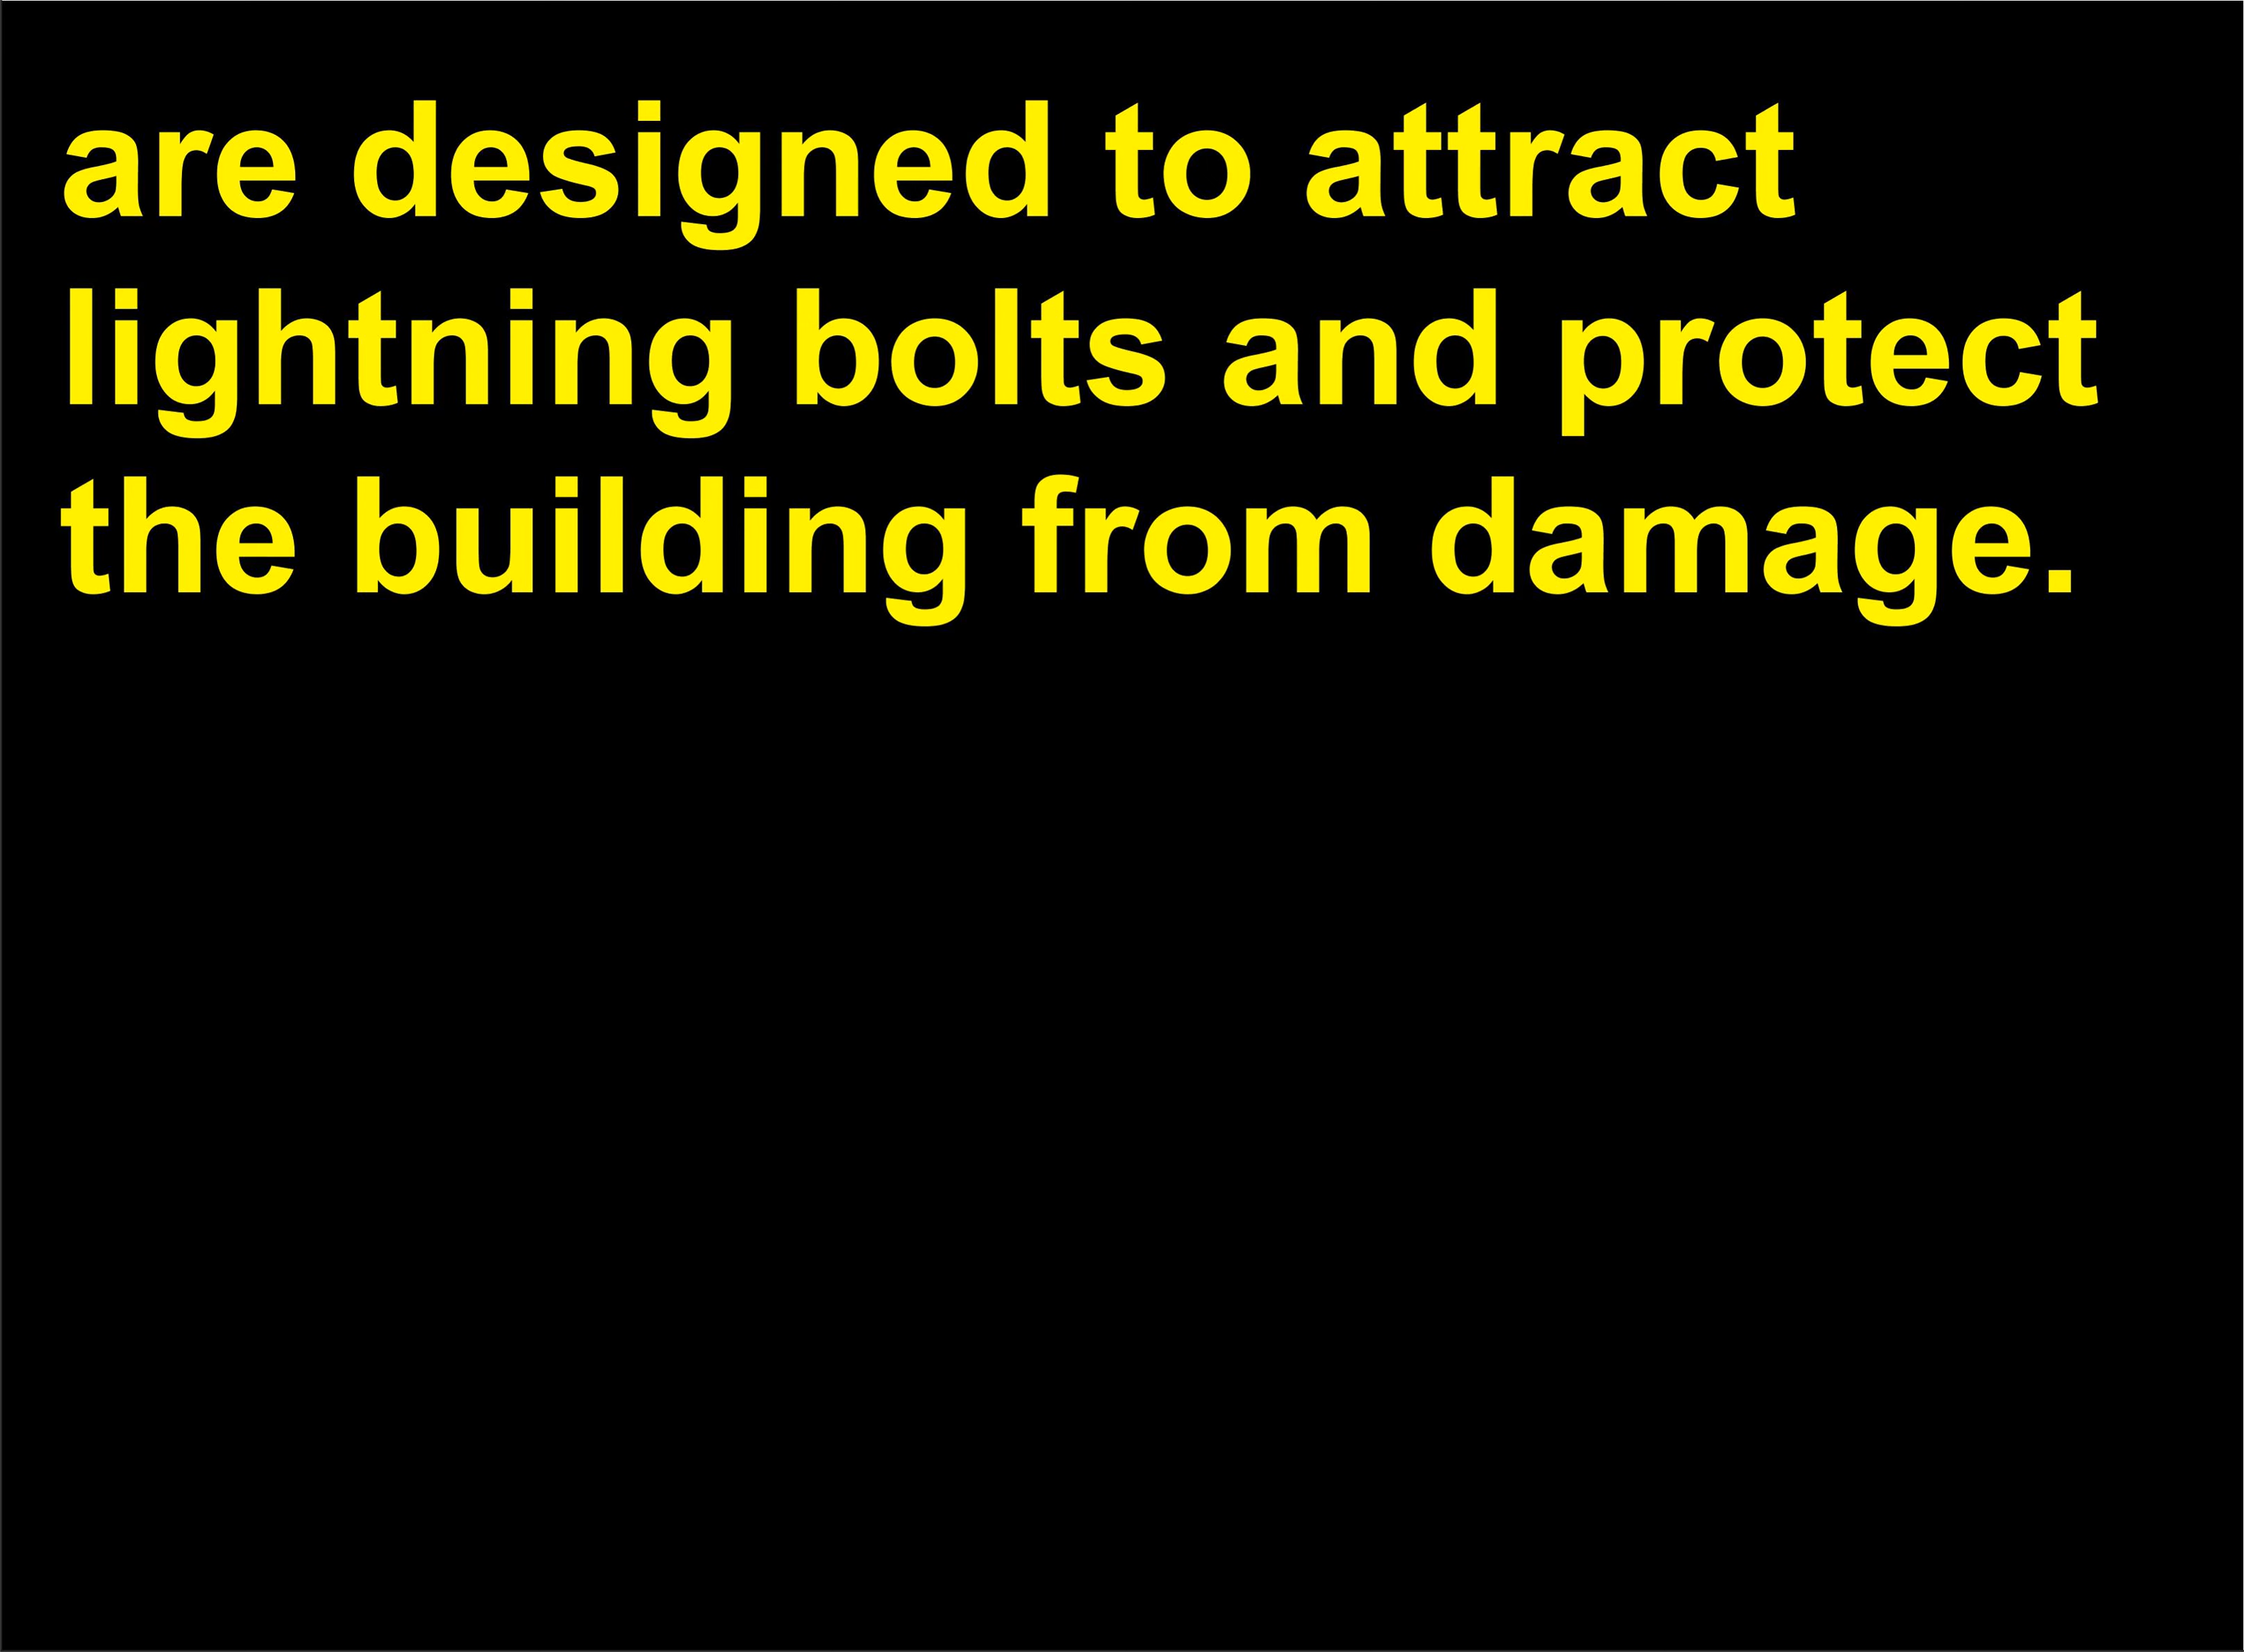 are designed to attract
lightning bolts and protect
the building from damage.